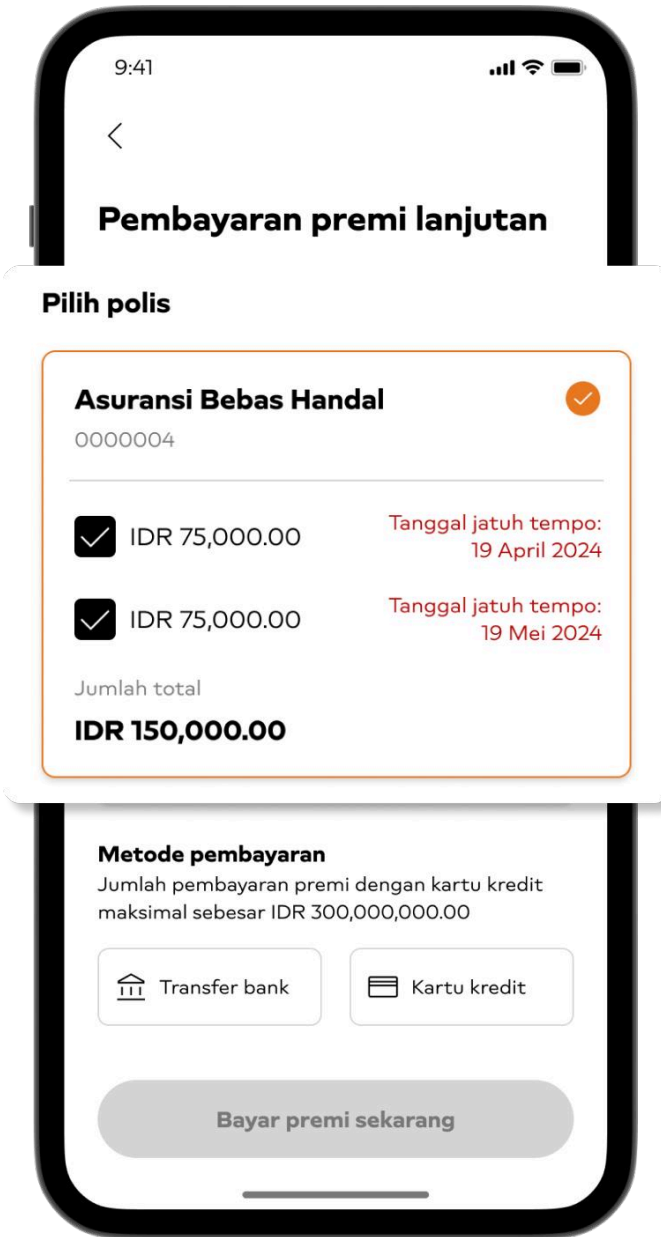 9:41
Pembayaran premi lanjutan
Pilih polis
Asuransi Bebas Handal
0000004
IDR 75,000.00
Tanggal jatuh tempo:
19 April 2024
IDR 75,000.00
Tanggal jatuh tempo:
19 Mei 2024
Jumlah total
IDR 150,000.00
Metode pembayaran
Jumlah pembayaran premi dengan kartu kredit
maksimal sebesar IDR 300,000,000.00
Transfer bank
Kartu kredit
Bayar premi sekarang